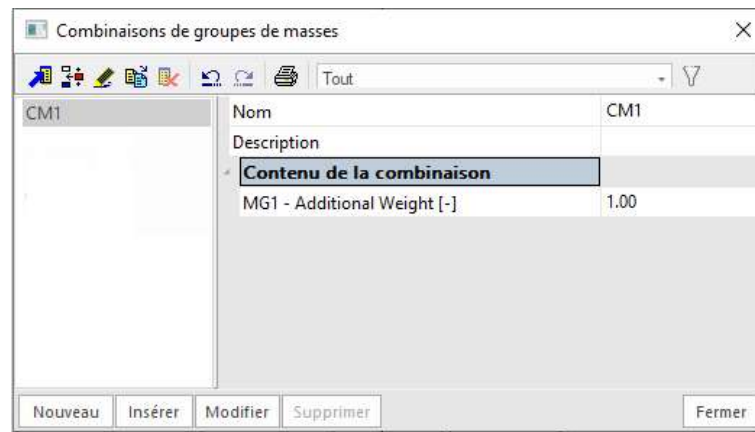 Combinaisons de groupes de masses
Tout
CM1
Nom CM1
Description
Contenu de la combinaison
MG1 - Additional Weight [-] 1.00
Nouveau Insérer Modifier Supprimer Fermer